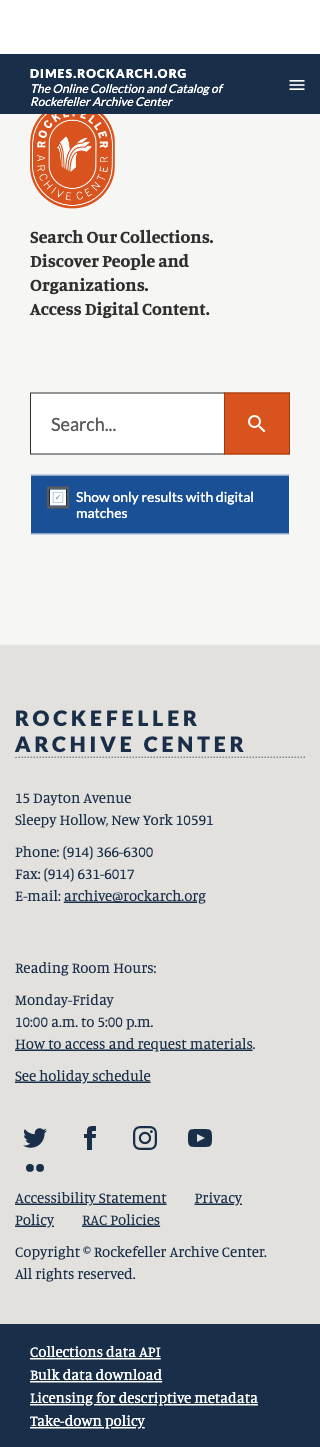 DIMES.ROCKARCH.ORG
The Online Collection and Catalog of
Rockefeller Archive Center
ROCKEFELLER
ARCHIVE CENTER
Search Our Collections.
Discover People and
Organizations.
Access Digital Content.
Search...
Show only results with digital
matches
ROCKEFELLER
ARCHIVE CENTER
15 Dayton Avenue
Sleepy Hollow, New York 10591
Phone: (914) 366-6300
Fax: (914) 631-6017
E-mail: archive@rockarch.org
Reading Room Hours:
Monday-Friday
10:00 a.m. to 5:00 p.m.
How to access and request materials.
See holiday schedule
Accessibility Statement Privacy
Policy RAC Policies
Copyright © Rockefeller Archive Center.
All rights reserved.
Collections data API
Bulk data download
Licensing for descriptive metadata
Take-down policy